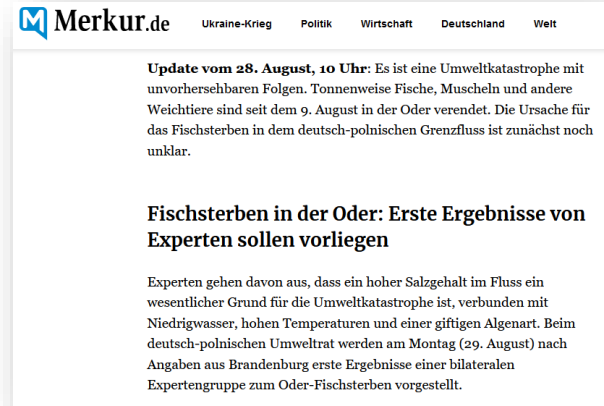 Merkur.de
Ukraine-Krieg Politik Wirtschaft Deutschland Welt
Update vom 28. August, 10 Uhr: Es ist eine Umweltkatastrophe mit
unvorhersehbaren Folgen. Tonnenweise Fische, Muscheln und andere
Weichtiere sind seit dem 9. August in der Oder verendet. Die Ursache für
das Fischsterben in dem deutsch-polnischen Grenzfluss ist zunächst noch
unklar.
Fischsterben in der Oder: Erste Ergebnisse von
Experten sollen vorliegen
Experten gehen davon aus, dass ein hoher Salzgehalt im Fluss ein
wesentlicher Grund für die Umweltkatastrophe ist, verbunden mit
Niedrigwasser, hohen Temperaturen und einer giftigen Algenart. Beim
deutsch-polnischen Umweltrat werden am Montag (29. August) nach
Angaben aus Brandenburg erste Ergebnisse einer bilateralen
Expertengruppe zum Oder-Fischsterben vorgestellt.